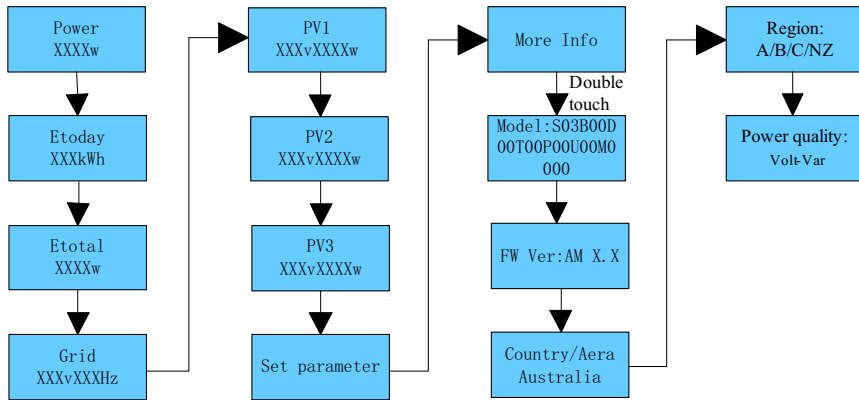 Power
XXXXw
Etoday
XXXkWh
Etotal
XXXXw
Grid
XXXvXXXHz
PV1
XXXvXXXXw
PV2
XXXvXXXXw
PV3
XXXvXXXXw
Set parameter
More Info
Double
touch
Model:S03B00D
00T00P00U00M0
000
FW Ver:AM X.X
Country/Aera
Australia
Region:
A/B/C/NZ
Power quality:
Volt-Var